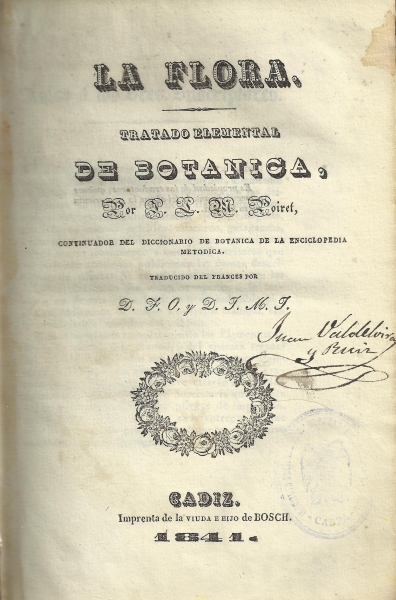 LA FLORA,
TRATADO ELEMENTAL
DE BOTANICA,
Por J. L. M. Poiret,
CONTINUADOR DEL DICCIONARIO DE BOTANICA DE LA ENCICLOPEDIA
METODICA.
TRADUCIDO DEL FRANCES POR
D. F. O. y D. J. M. J.
Juan Valdelvira
y Ruiz
CADIZ.
Imprenta de la VIUDA E HIJO de BOSCH.
1841.